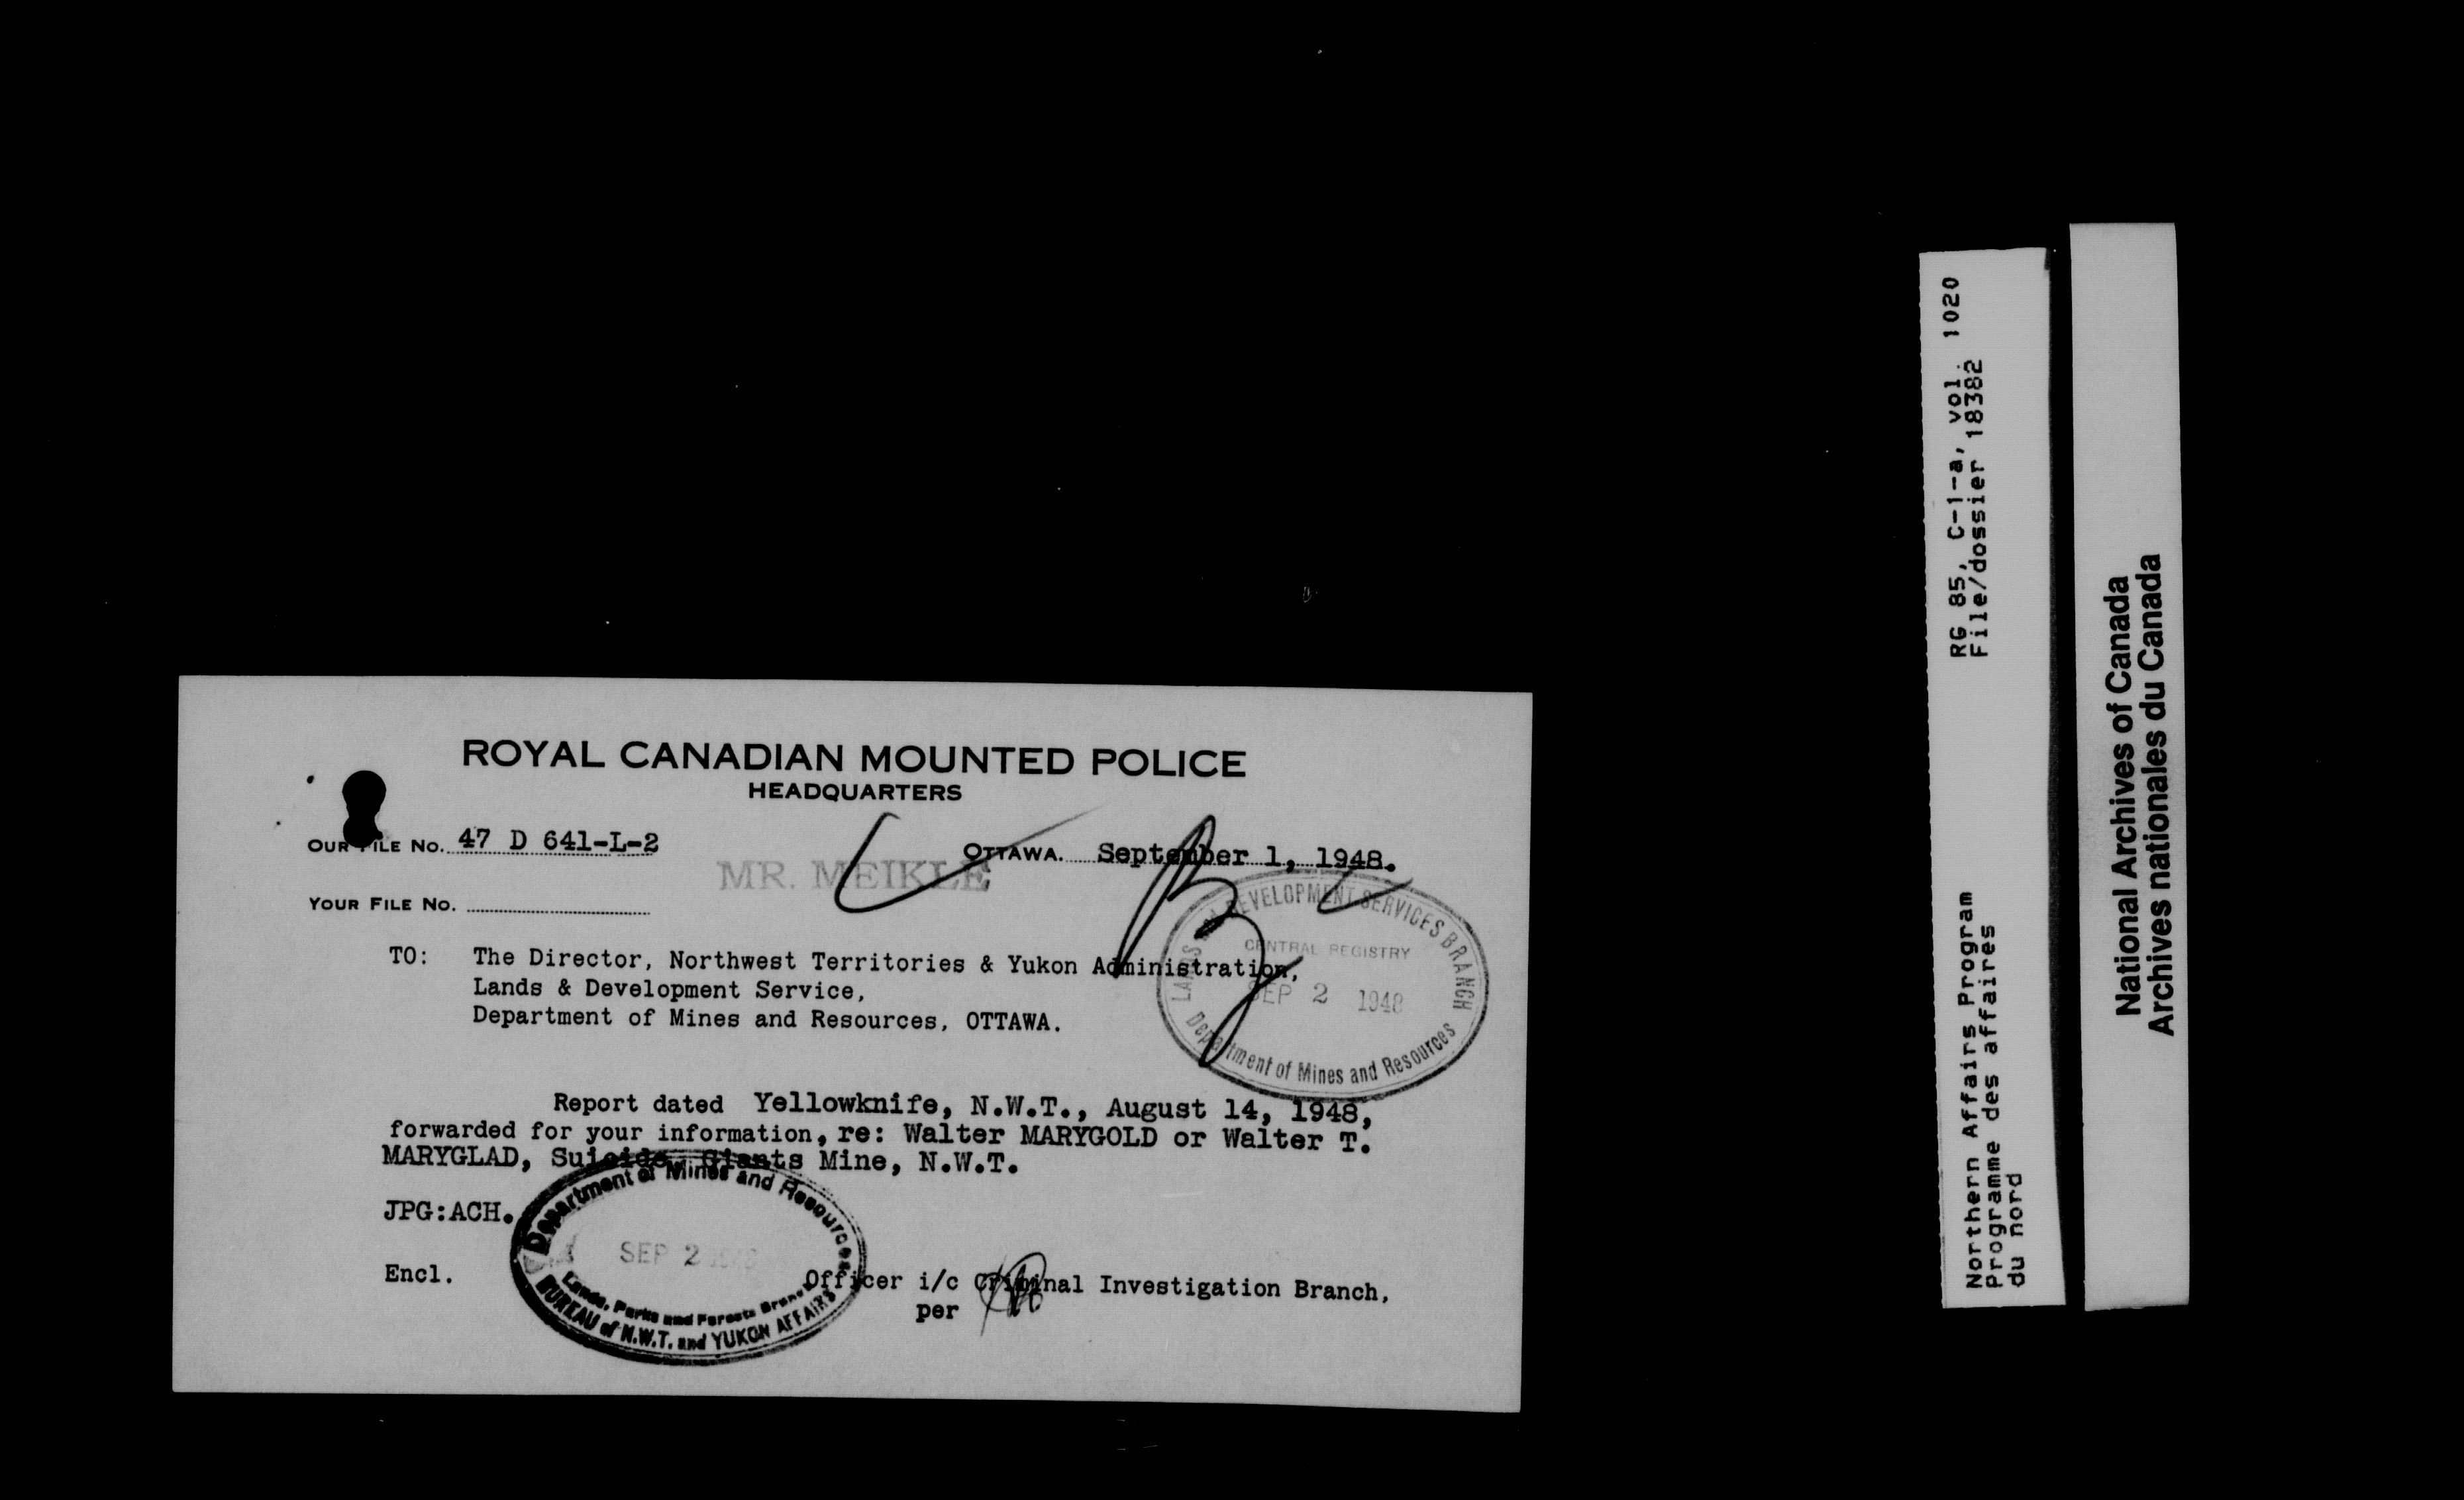 ROYAL CANADIAN MOUNTED POLICE
HEADQUARTERS
OUR FILE No. 47 D 641-L-2
OTTAWA. September 1, 1948.
MR. MEIKLE
YOUR FILE No.
TO: The Director, Northwest Territories & Yukon Administration,
Lands & Development Service,
Department of Mines and Resources, OTTAWA.
LANDS DEVELOPMENT SERVICES BRANCH
CENTRAL REGISTRY
SEP 2 1948
Department of Mines and Resources
Report dated Yellowknife, N.W.T., August 14, 1948,
forwarded for your information, re: Walter MARYGOLD or Walter T.
MARYGLAD, Suicide, Giants Mine, N.W.T.
JPG:ACH.
Department of Mines and Resources
SEP 2
Lands, Parks and Forests Branch
BUREAU of N.W.T. and YUKON AFFAIRS
Encl.
Officer i/c Criminal Investigation Branch,
per
RG 85, C-1-a, vol. 1020
File/dossier 18382
Northern Affairs Program
Programme des affaires
du nord
National Archives of Canada
Archives nationales du Canada